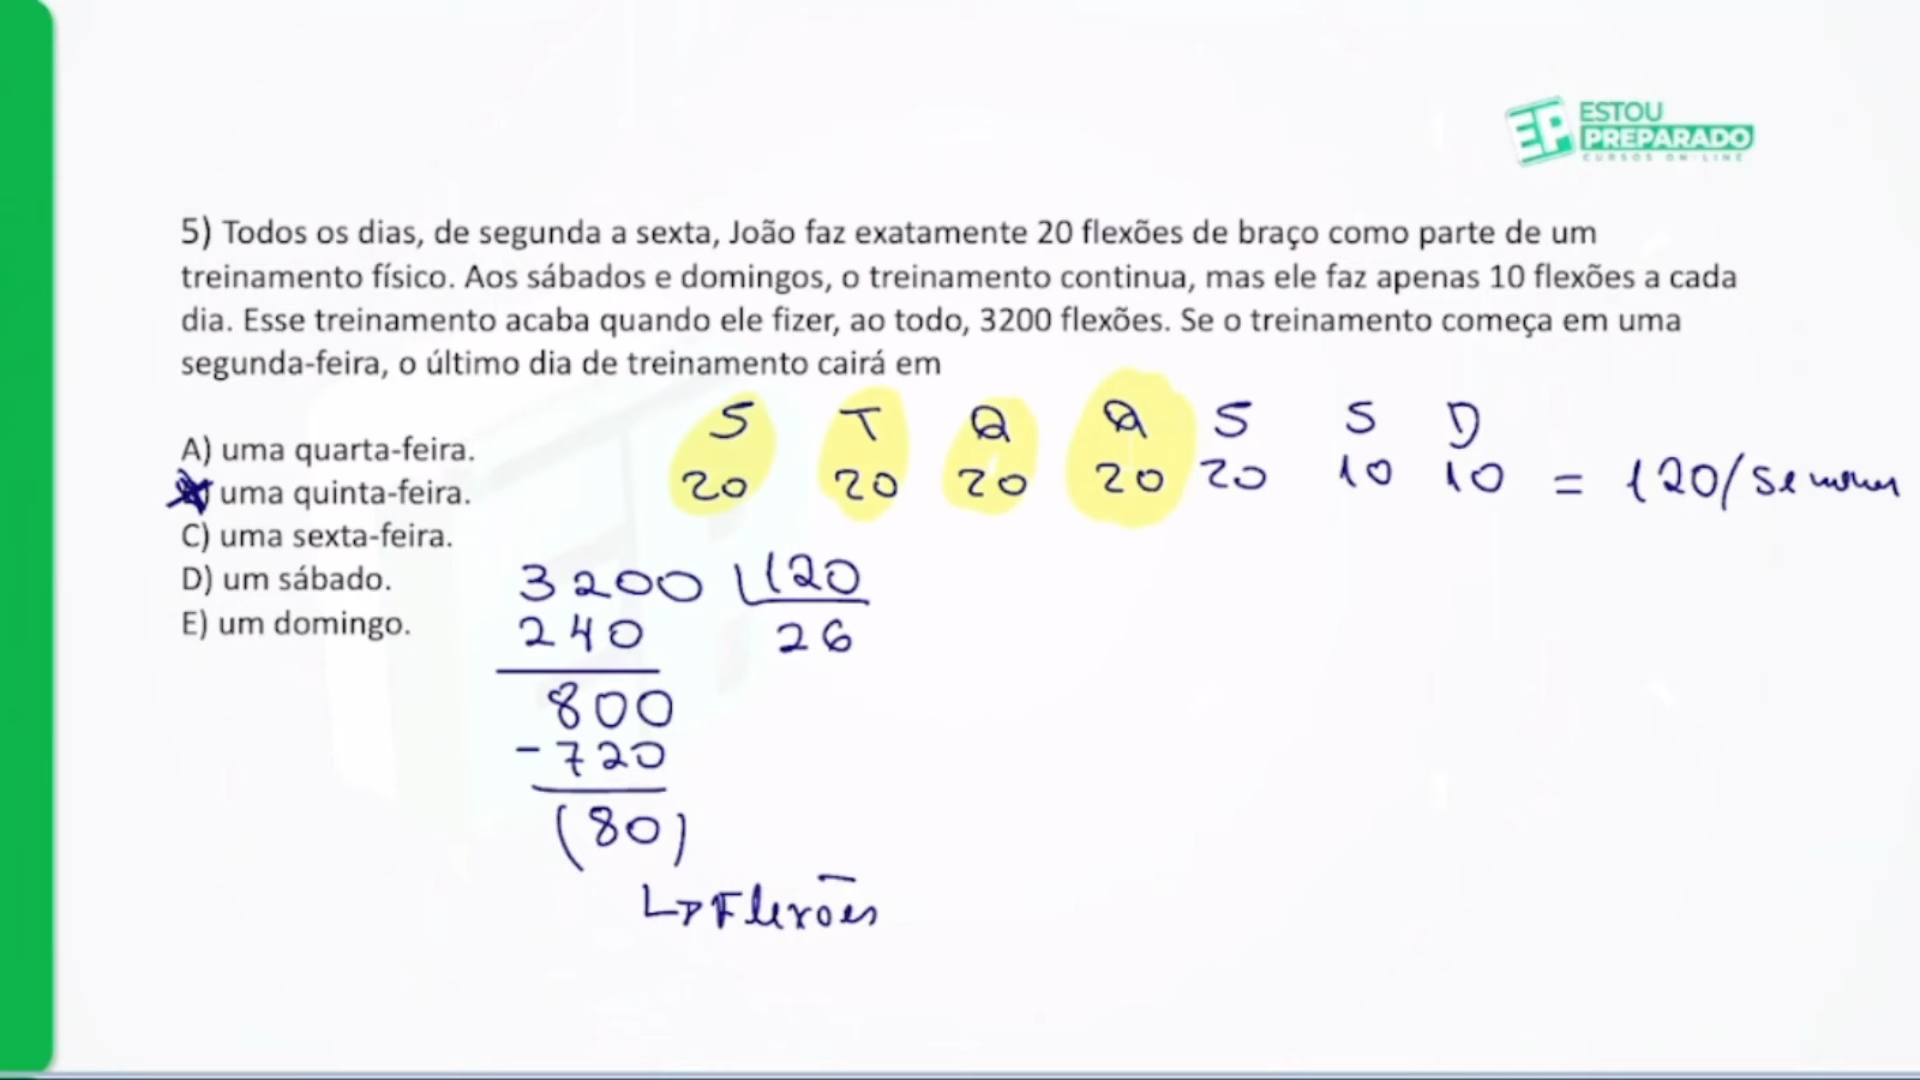 ESTOU
EP PREPARADO
CURSOS ON-LINE
5) Todos os dias, de segunda a sexta, João faz exatamente 20 flexões de braço como parte de um
treinamento físico. Aos sábados e domingos, o treinamento continua, mas ele faz apenas 10 flexões a cada
dia. Esse treinamento acaba quando ele fizer, ao todo, 3200 flexões. Se o treinamento começa em uma
segunda-feira, o último dia de treinamento cairá em
S T Q Q S S D
20 20 20 20 20 10 10 = 120/semana
A) uma quarta-feira.
uma quinta-feira.
C) uma sexta-feira.
D) um sábado.
E) um domingo.
3200 120
240 26
800
-720
(80)
↳ Flexões